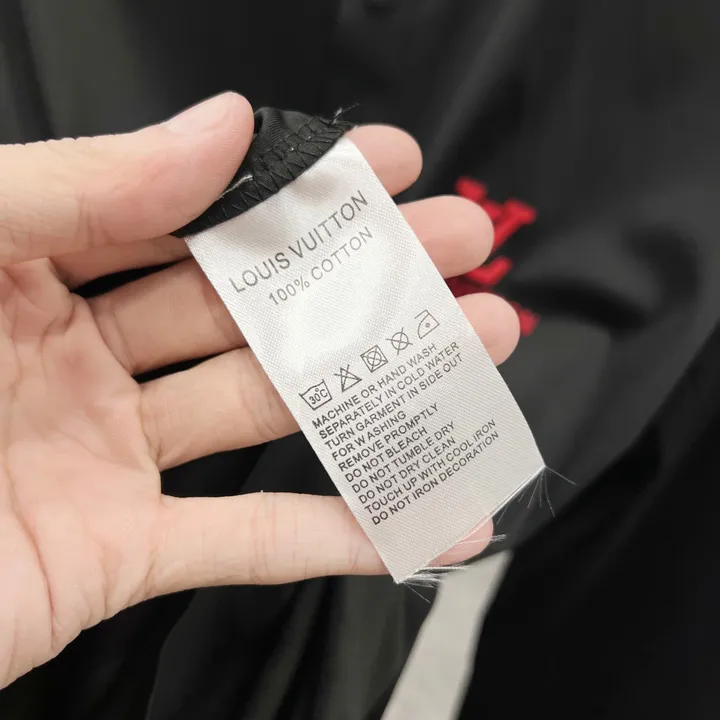 LOUIS VUITTON
100% COTTON
30°C
MACHINE OR HAND WASH
SEPARATELY IN COLD WATER
TURN GARMENT IN SIDE OUT
FOR WASHING
REMOVE PROMPTLY
DO NOT BLEACH
DO NOT TUMBLE DRY
DO NOT DRY CLEAN
TOUCH UP WITH COOL IRON
DO NOT IRON DECORATION